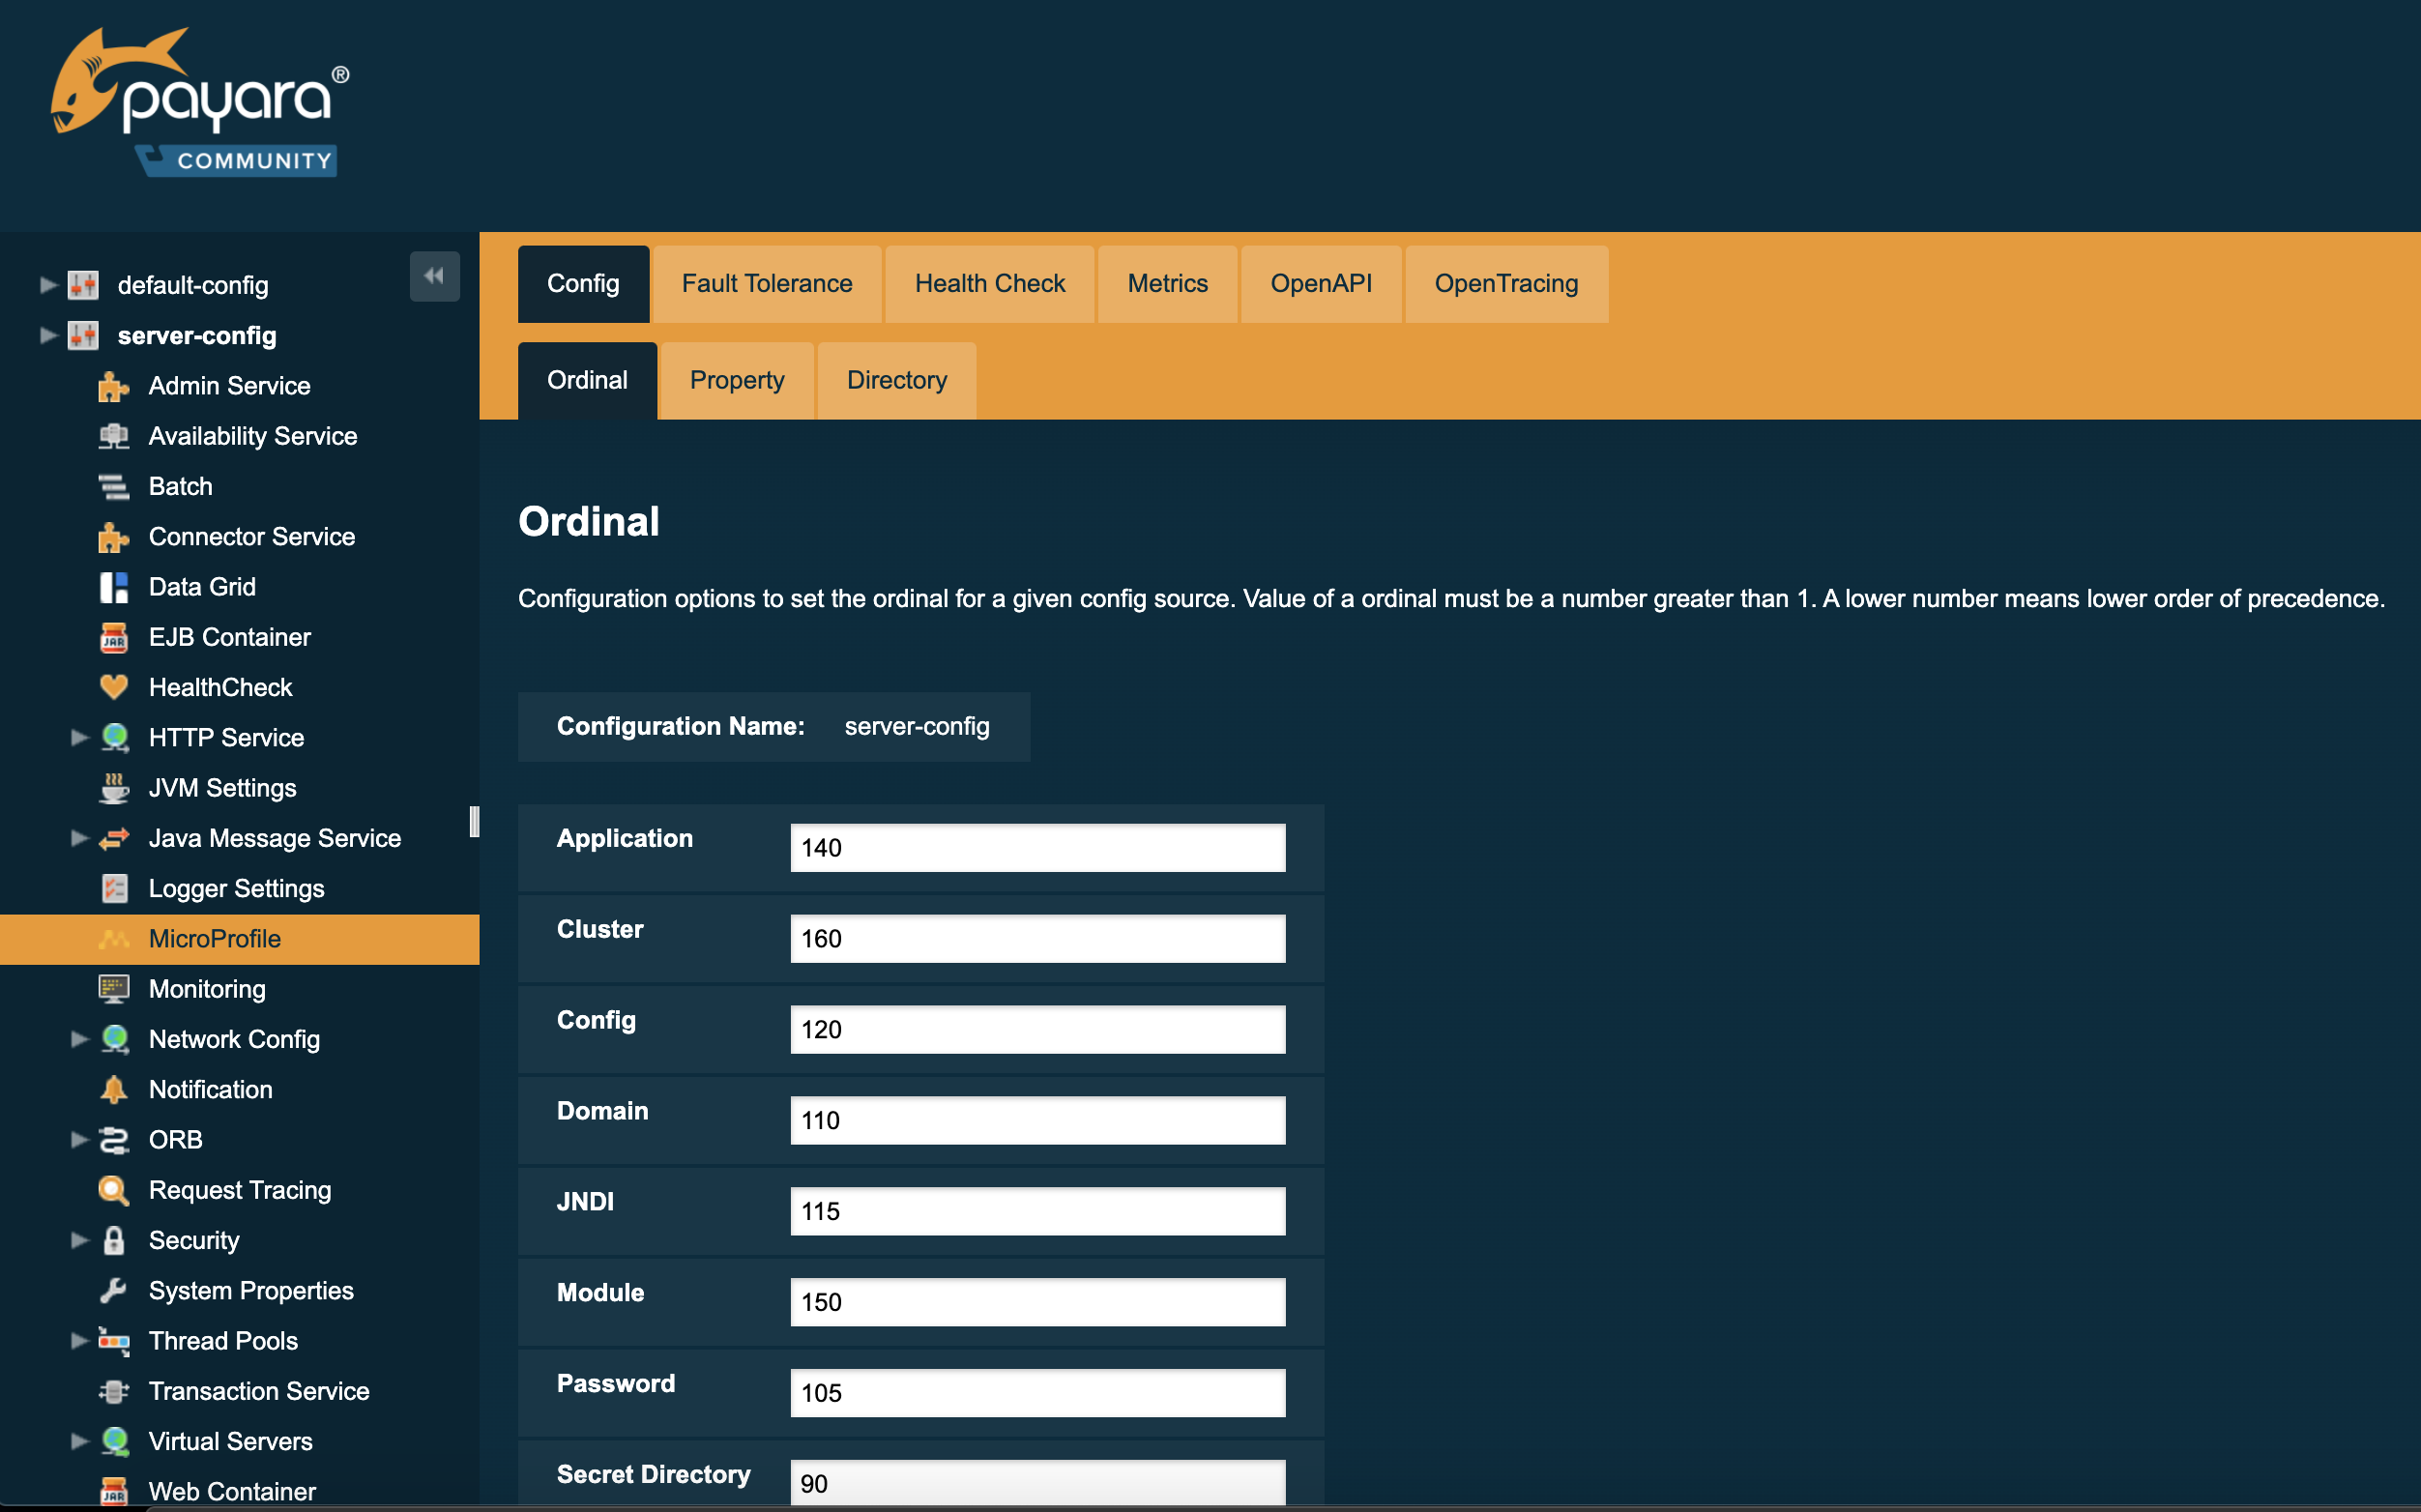 payara®
COMMUNITY
default-config
server-config
Admin Service
Availability Service
Batch
Connector Service
Data Grid
EJB Container
HealthCheck
HTTP Service
JVM Settings
Java Message Service
Logger Settings
MicroProfile
Monitoring
Network Config
Notification
ORB
Request Tracing
Security
System Properties
Thread Pools
Transaction Service
Virtual Servers
Web Container
Config Fault Tolerance Health Check Metrics OpenAPI OpenTracing
Ordinal Property Directory
Ordinal
Configuration options to set the ordinal for a given config source. Value of a ordinal must be a number greater than 1. A lower number means lower order of precedence.
Configuration Name: server-config
Application 140
Cluster 160
Config 120
Domain 110
JNDI 115
Module 150
Password 105
Secret Directory 90